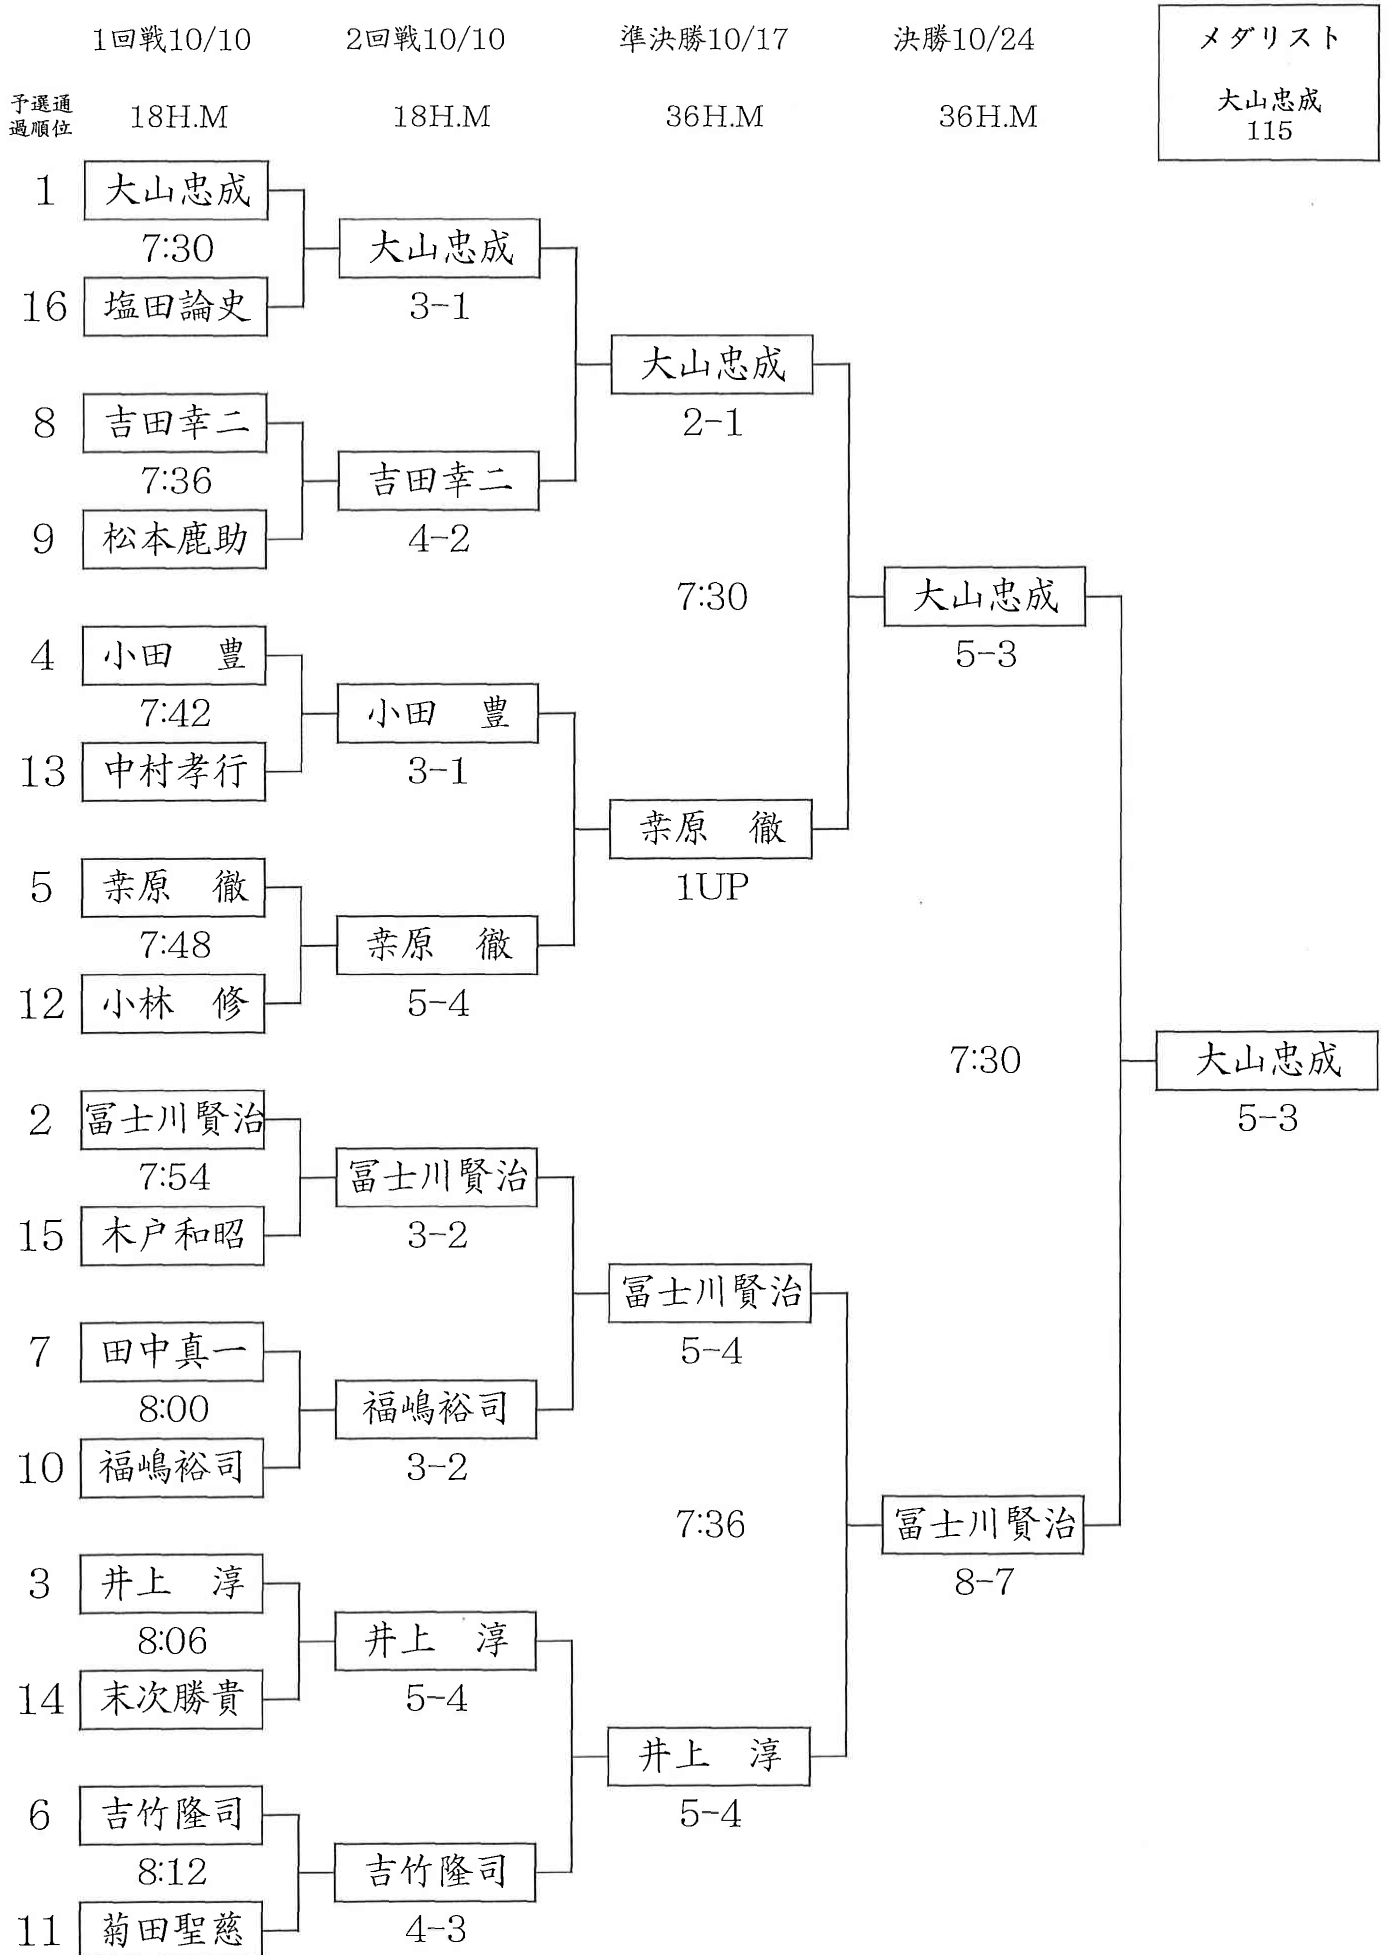 1回戦10/10 2回戦10/10 準決勝10/17 決勝10/24 メダリスト
予選通
過順位 18H.M 18H.M 36H.M 36H.M 大山忠成
115
1 大山忠成
7:30 大山忠成
16 塩田諭史 3-1
大山忠成
8 吉田幸二 2-1
7:36 吉田幸二
9 松本鹿助 4-2
7:30 大山忠成
4 小田 豊 5-3
7:42 小田 豊
13 中村孝行 3-1
桒原 徹
5 桒原 徹 1UP
7:48 桒原 徹
12 小林 修 5-4
7:30 大山忠成
2 冨士川賢治 5-3
7:54 冨士川賢治
15 木戸和昭 3-2
冨士川賢治
7 田中真一 5-4
8:00 福嶋裕司
10 福嶋裕司 3-2
7:36 冨士川賢治
3 井上 淳 8-7
8:06 井上 淳
14 末次勝貴 5-4
井上 淳
6 吉竹隆司 5-4
8:12 吉竹隆司
11 菊田聖慈 4-3